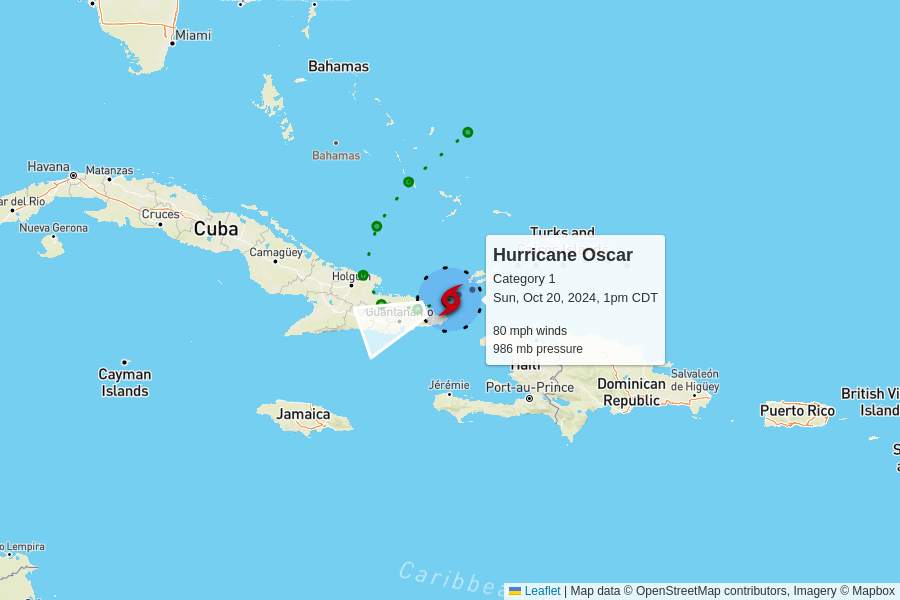 Miami
Bahamas
Bahamas
Havana
Matanzas
ar del Rio
Cruces
Nueva Gerona
Cuba
Camagüey
Turks and
Holguín
Hurricane Oscar
Category 1
Sun, Oct 20, 2024, 1pm CDT
80 mph winds
986 mb pressure
Guantanamo
Haiti
Cayman
Islands
Jérémie
Port-au-Prince
Dominican
Republic
Salvaleón
de Higüey
British Vi
Island
Jamaica
Puerto Rico
S
a
o Lempira
Caribbea
Leaflet | Map data © OpenStreetMap contributors, Imagery © Mapbox